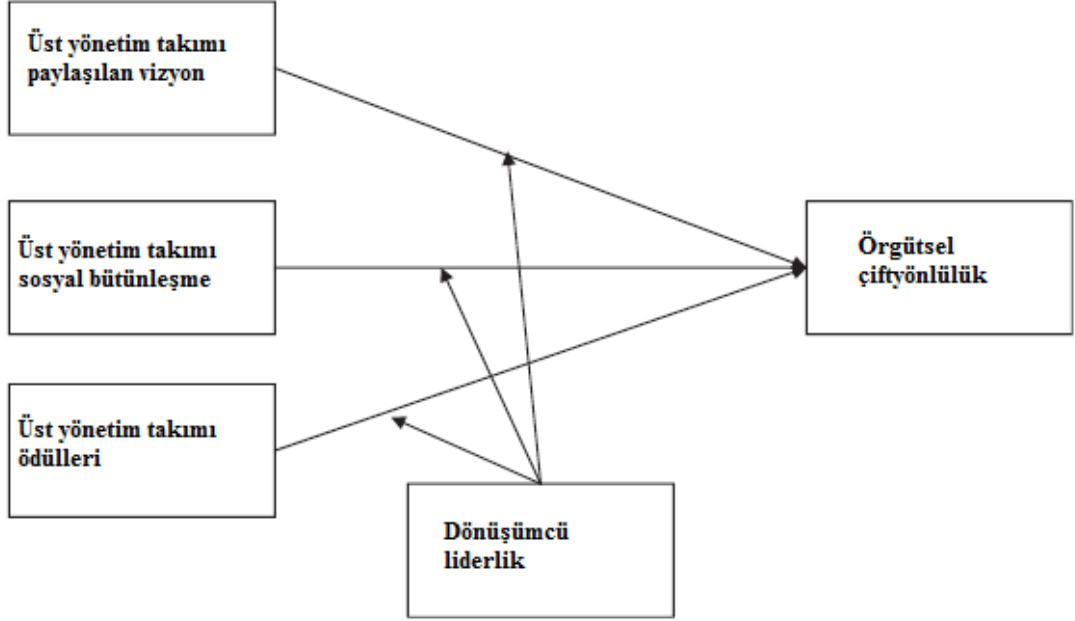 Üst yönetim takımı
paylaşılan vizyon
Üst yönetim takımı
sosyal bütünleşme
Örgütsel
çiftyönlülük
Üst yönetim takımı
ödülleri
Dönüşümcü
liderlik